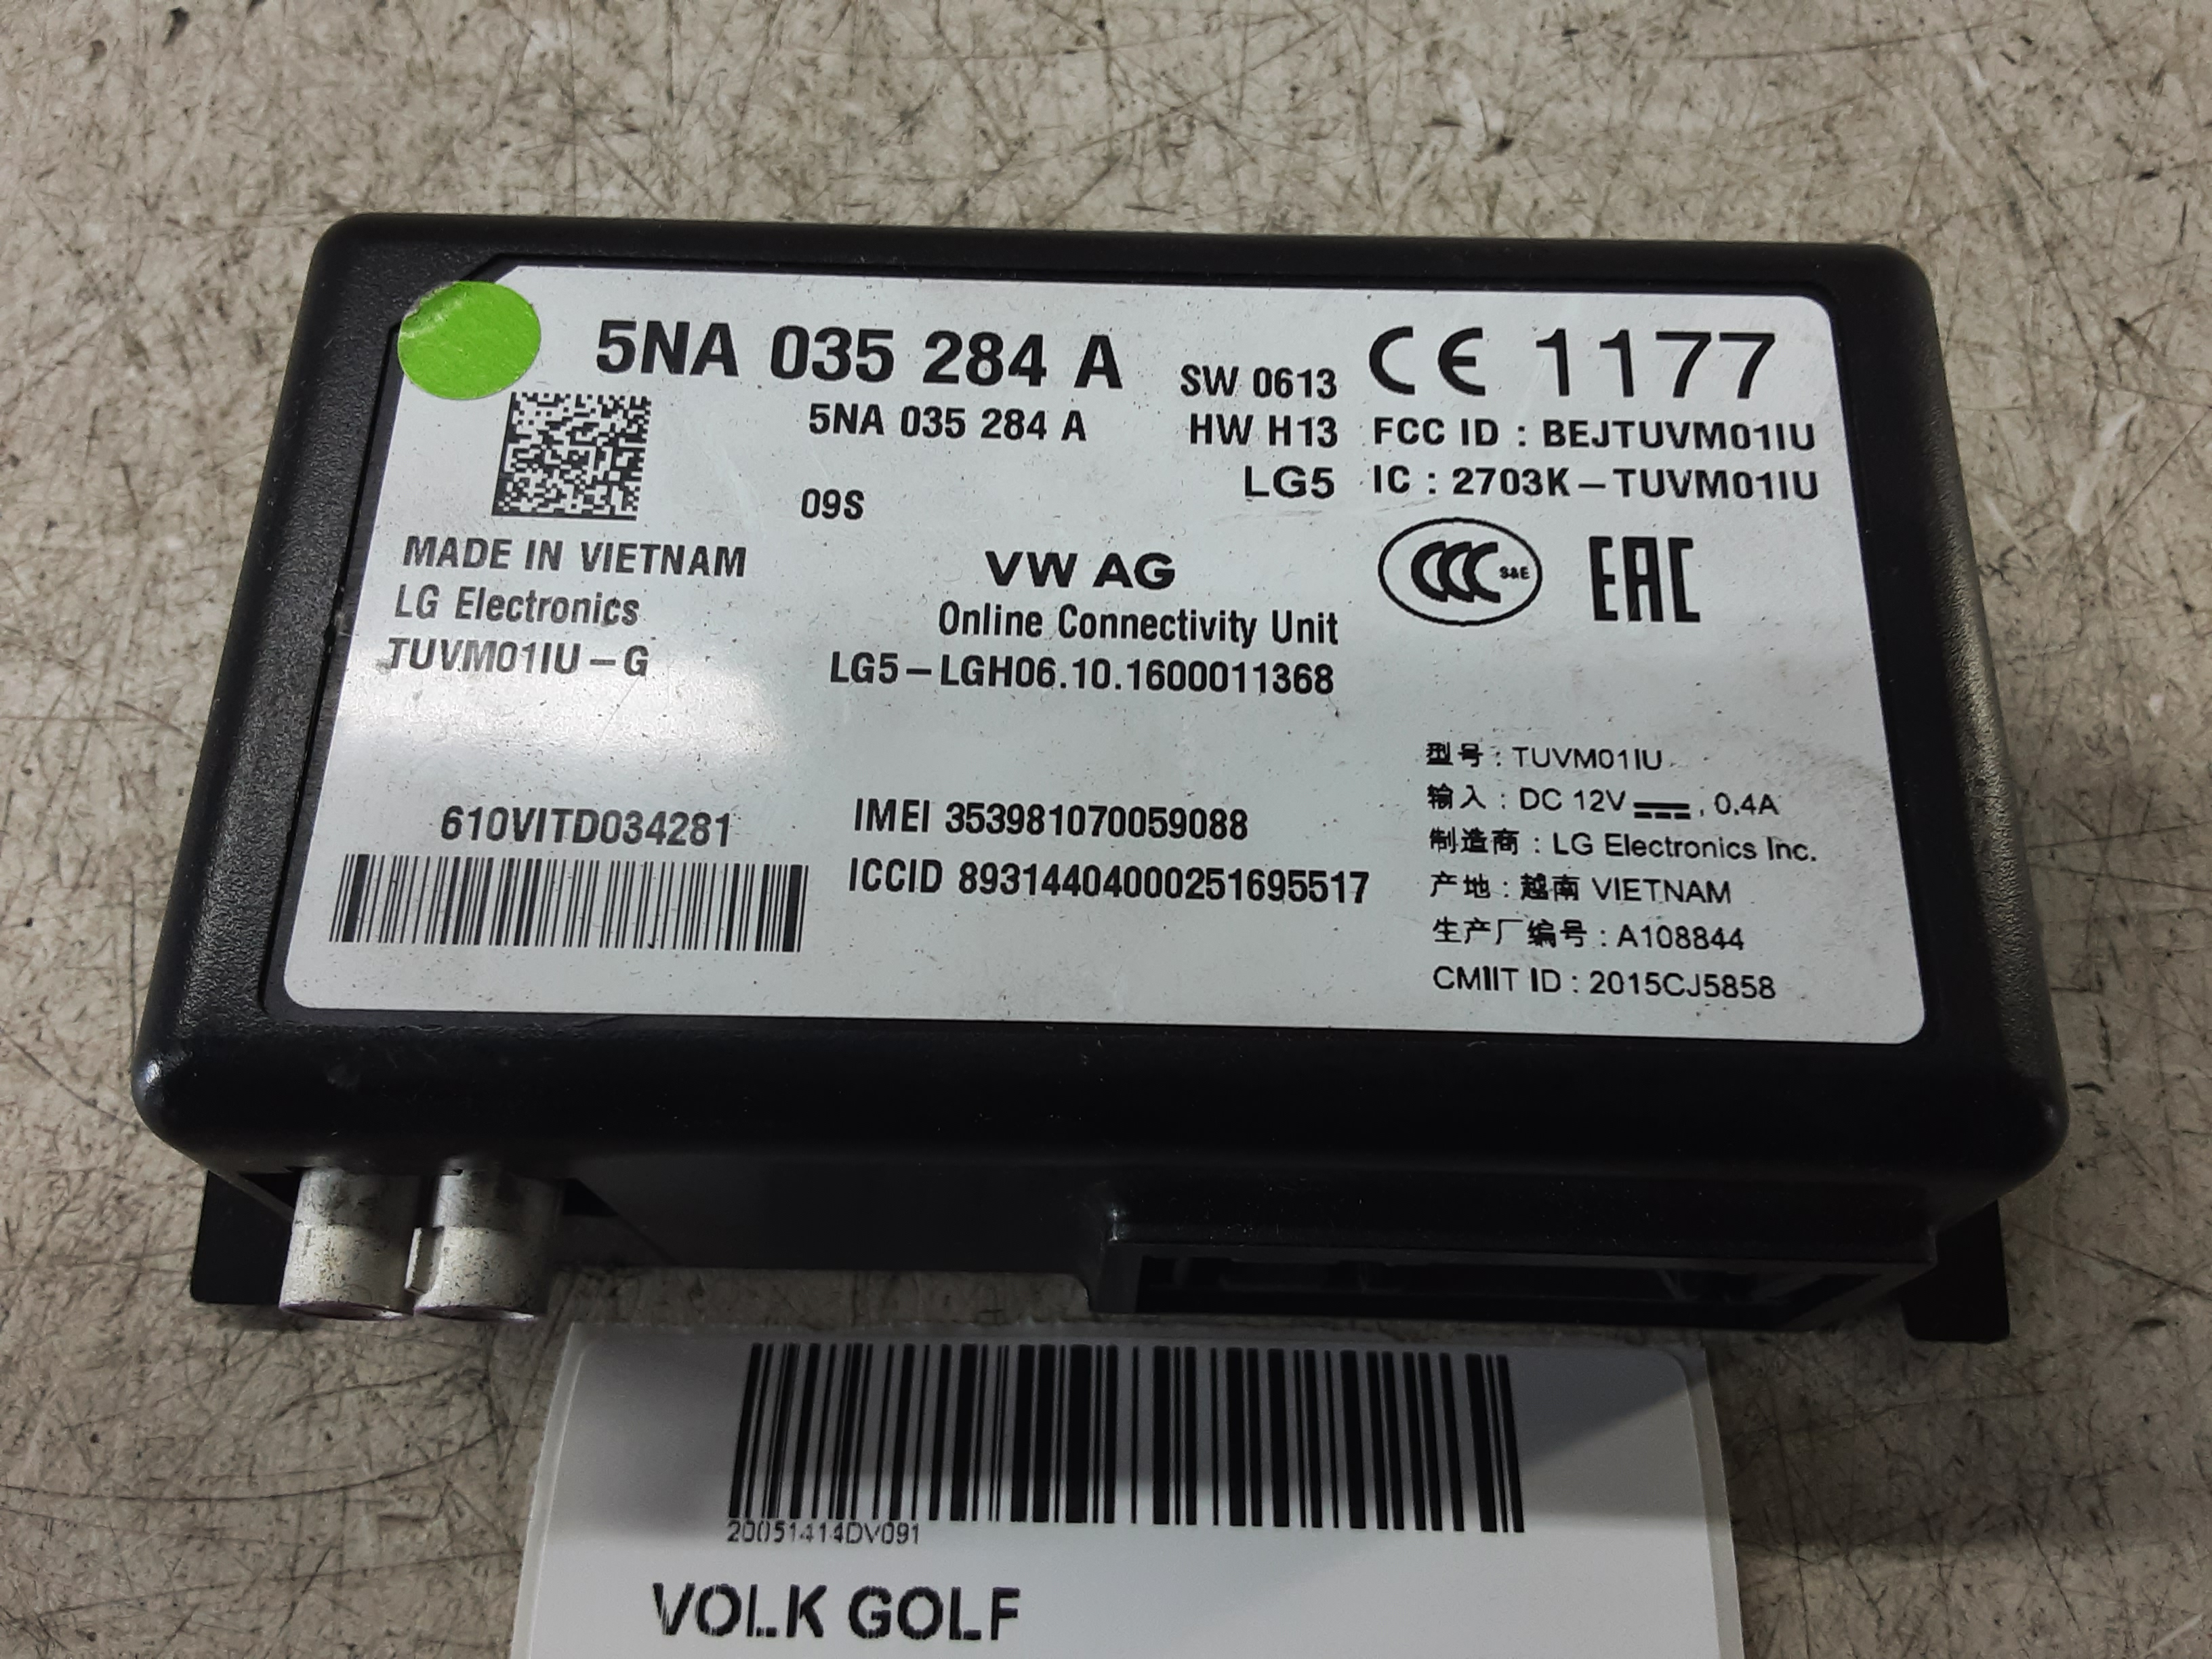 5NA 035 284 A
5NA 035 284 A
SW 0613
HW H13
LG5
CE 1177
FCC ID : BEJTUVM01IU
IC : 2703K-TUVM01IU
09S
MADE IN VIETNAM
LG Electronics
TUVM01IU-G
VW AG
Online Connectivity Unit
LG5-LGH06.10.1600011368
CCC S&E
EAC
610VITD034281
IMEI 353981070059088
ICCID 89314404000251695517
型号 : TUVM01IU
输入 : DC 12V ⎓, 0.4A
制造商 : LG Electronics Inc.
产地 : 越南 VIETNAM
生产厂编号 : A108844
CMIIT ID : 2015CJ5858
20051414DV091
VOLK GOLF